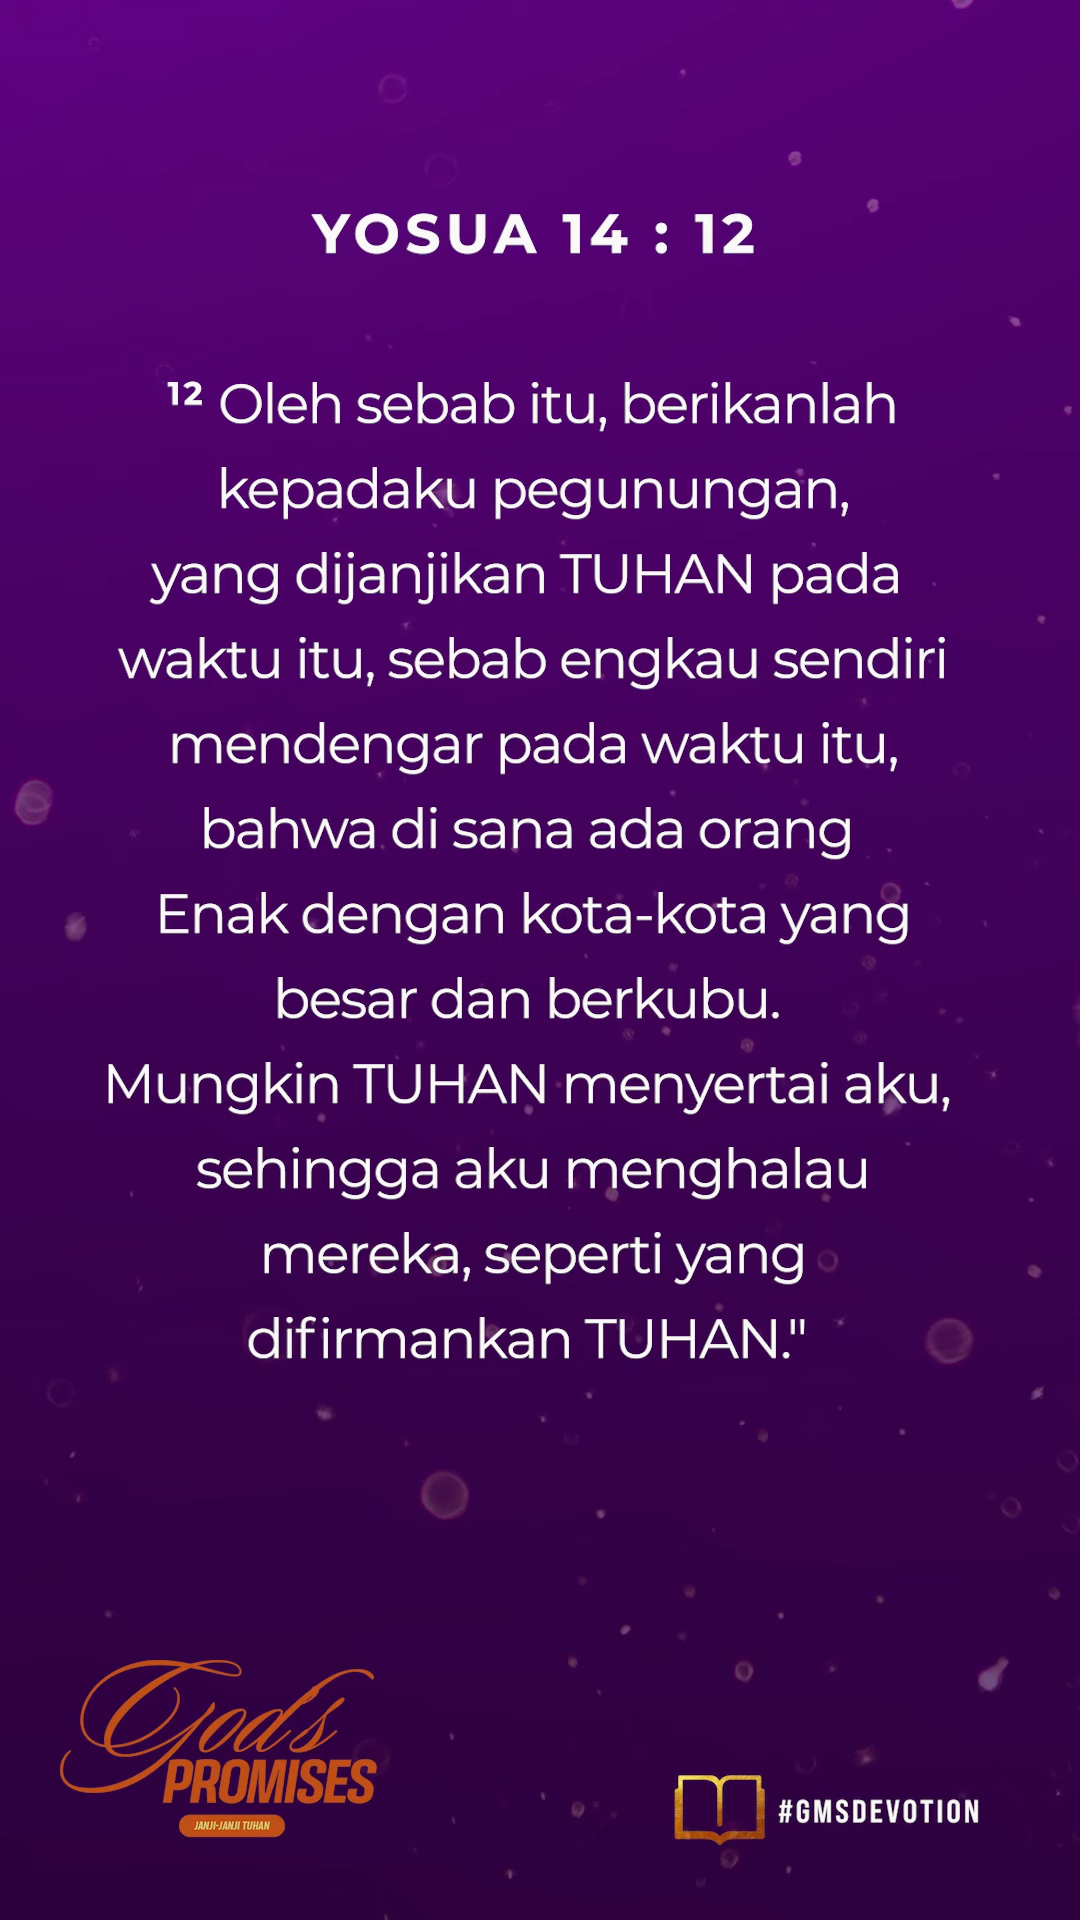 YOSUA 14 : 12
12 Oleh sebab itu, berikanlah
kepadaku pegunungan,
yang dijanjikan TUHAN pada
waktu itu, sebab engkau sendiri
mendengar pada waktu itu,
bahwa di sana ada orang
Enak dengan kota-kota yang
besar dan berkubu.
Mungkin TUHAN menyertai aku,
sehingga aku menghalau
mereka, seperti yang
difirmankan TUHAN."
God's
PROMISES
JANJI-JANJI TUHAN
#GMSDEVOTION